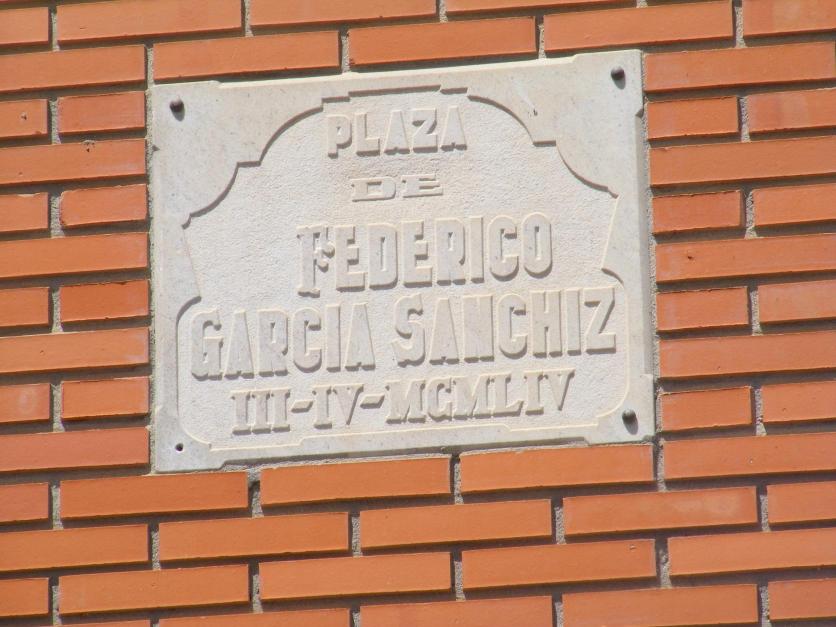 PLAZA
DE
FEDERICO
GARCIA SANCHIZ
III-IV-MCMLIV